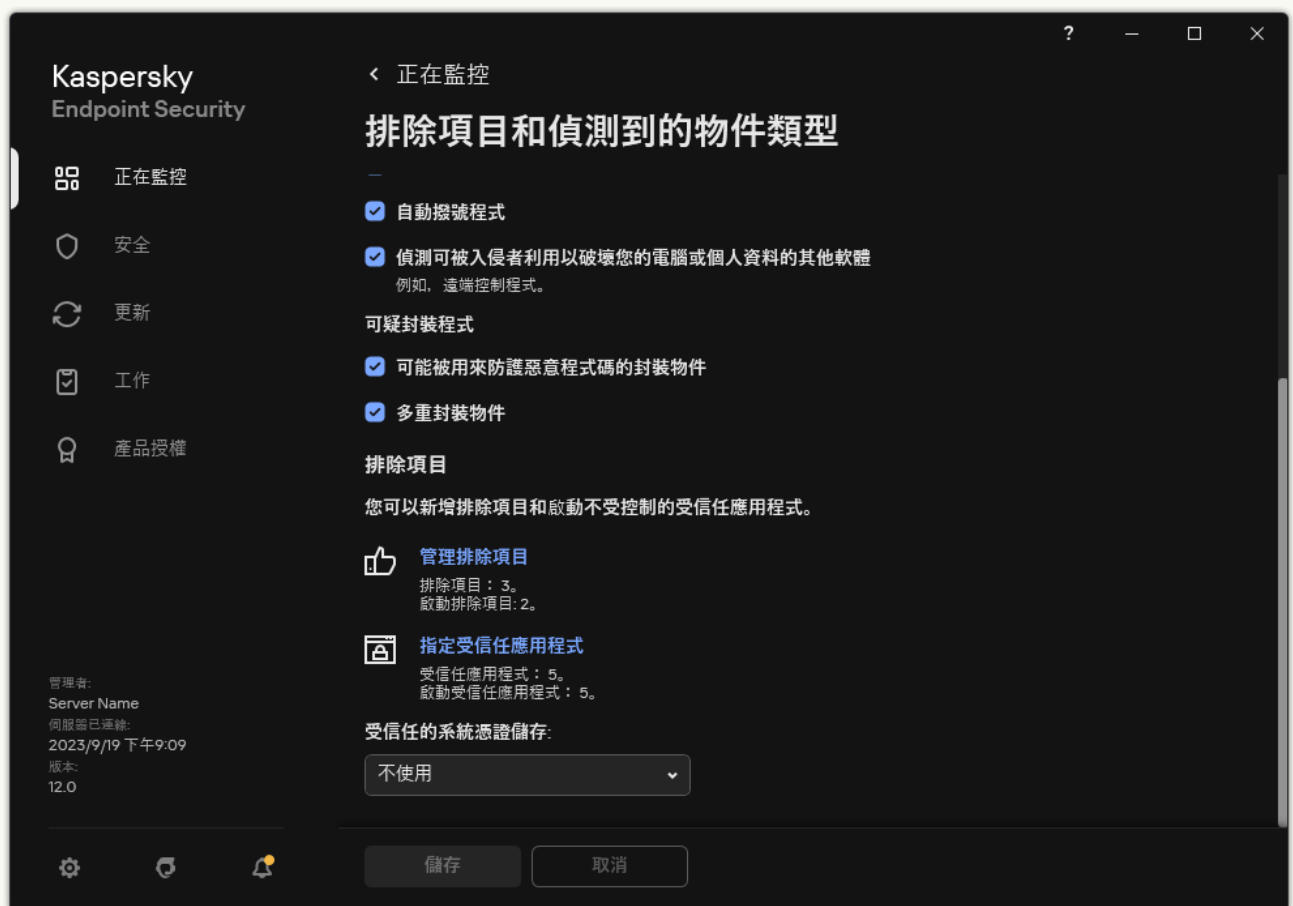 ?
Kaspersky
Endpoint Security
正在監控
安全
更新
工作
產品授權
管理者:
Server Name
伺服器已連線:
2023/9/19 下午9:09
版本:
12.0
正在監控
排除項目和偵測到的物件類型
自動撥號程式
偵測可被入侵者利用以破壞您的電腦或個人資料的其他軟體
例如，遠端控制程式。
可疑封裝程式
可能被用來防護惡意程式碼的封裝物件
多重封裝物件
排除項目
您可以新增排除項目和啟動不受控制的受信任應用程式。
管理排除項目
排除項目： 3。
啟動排除項目: 2。
指定受信任應用程式
受信任應用程式： 5。
啟動受信任應用程式： 5。
受信任的系統憑證儲存:
不使用
儲存
取消